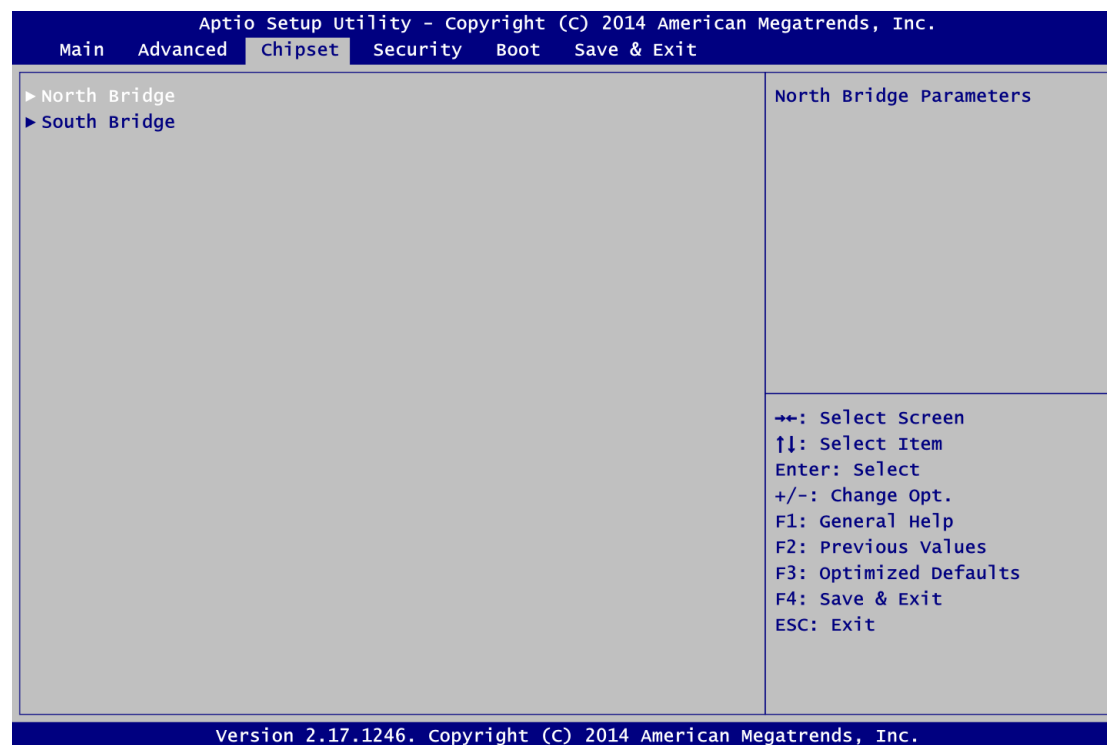 Aptio Setup Utility – Copyright (C) 2014 American Megatrends, Inc.
Main Advanced Chipset Security Boot Save & Exit
►North Bridge
►South Bridge
North Bridge Parameters
→←: Select Screen
↑↓: Select Item
Enter: Select
+/-: Change Opt.
F1: General Help
F2: Previous Values
F3: Optimized Defaults
F4: Save & Exit
ESC: Exit
Version 2.17.1246. Copyright (C) 2014 American Megatrends, Inc.